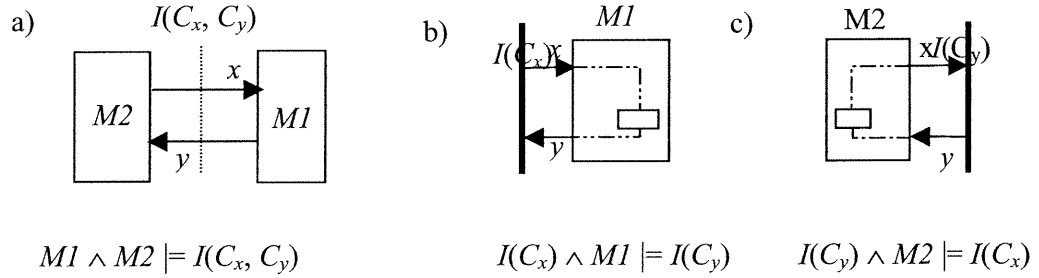 a)
I(Cx, Cy)
x
M2
M1
y
M1 ∧ M2 |= I(Cx, Cy)
b)
M1
I(Cx)
x
y
I(Cx) ∧ M1 |= I(Cy)
c)
M2
xI(Cy)
y
I(Cy) ∧ M2 |= I(Cx)